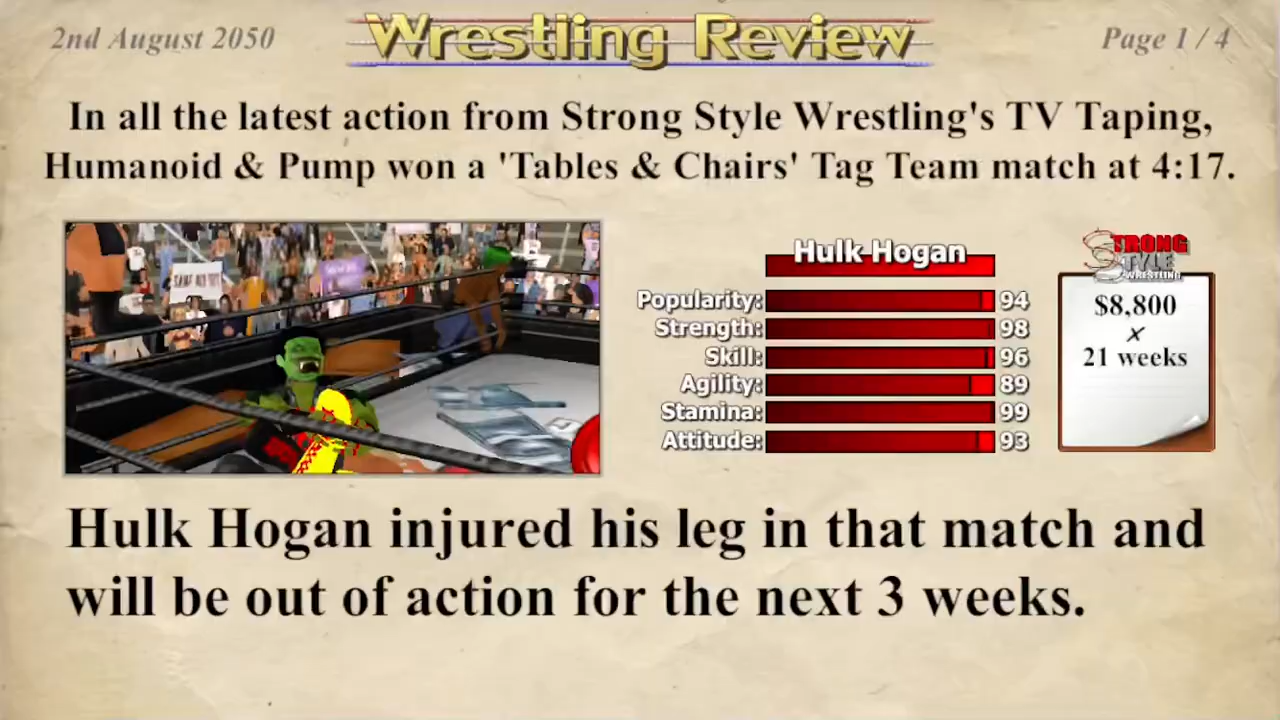 2nd August 2050
Wrestling Review
Page 1 / 4
In all the latest action from Strong Style Wrestling's TV Taping,
Humanoid & Pump won a 'Tables & Chairs' Tag Team match at 4:17.
Hulk Hogan
Popularity: 94
Strength: 98
Skill: 96
Agility: 89
Stamina: 99
Attitude: 93
STRONG
STYLE
WRESTLING
$8,800
x
21 weeks
Hulk Hogan injured his leg in that match and
will be out of action for the next 3 weeks.